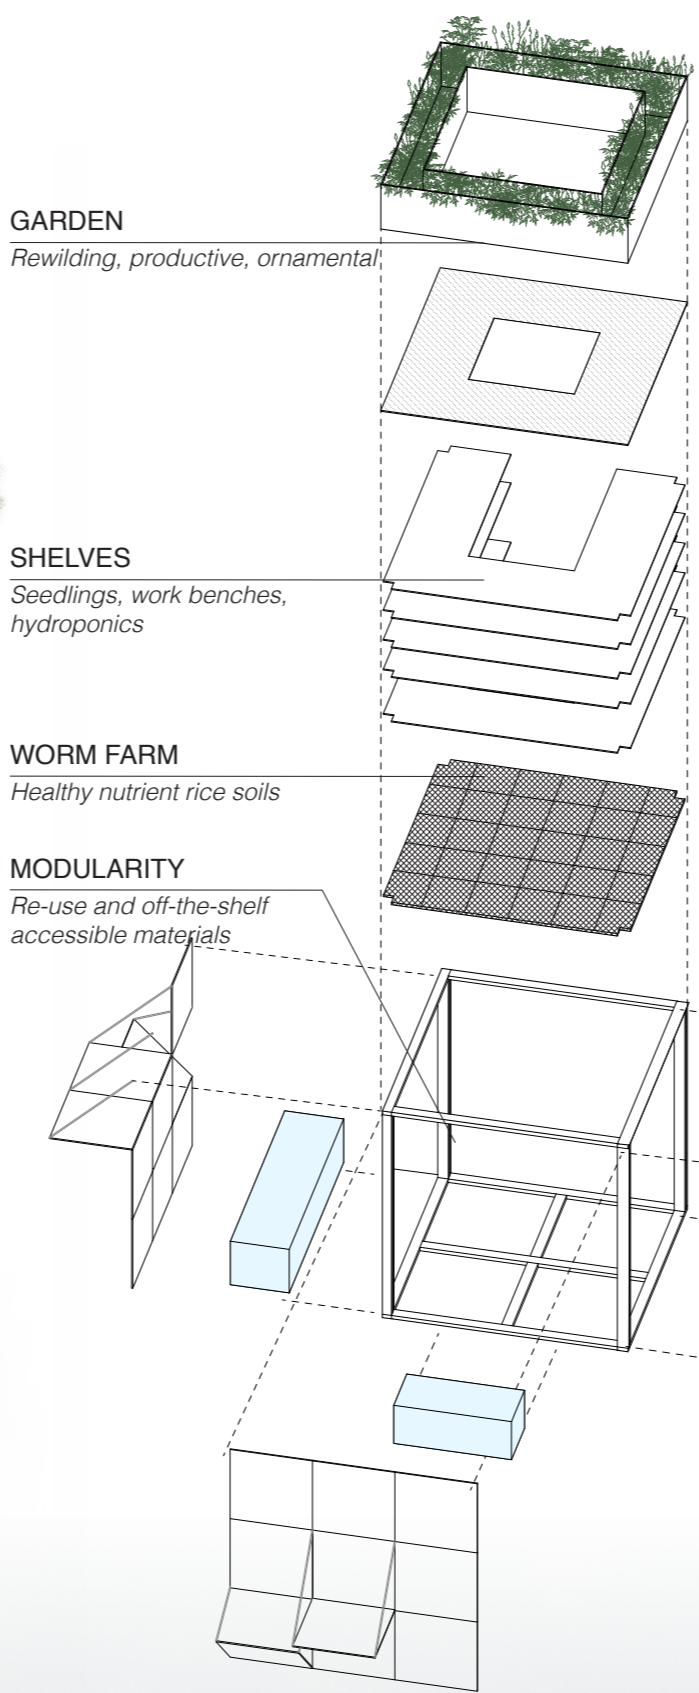 GARDEN
Rewilding, productive, ornamental
SHELVES
Seedlings, work benches,
hydroponics
WORM FARM
Healthy nutrient rice soils
MODULARITY
Re-use and off-the-shelf
accessible materials